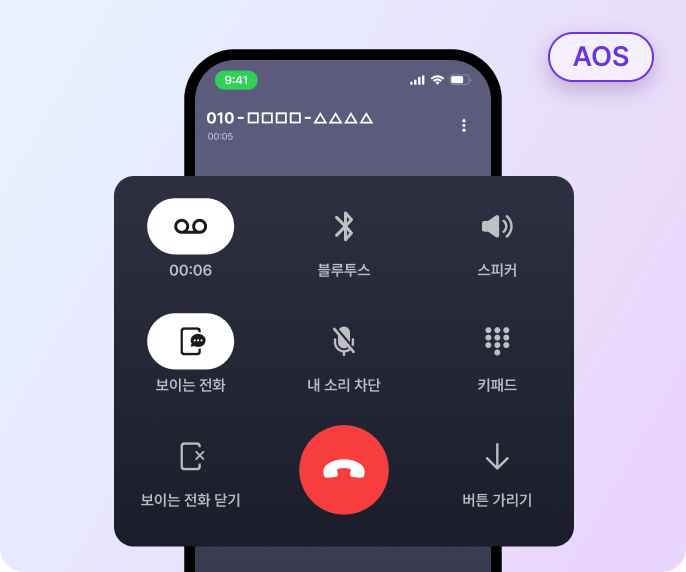 AOS
9:41
010-□□□□-△△△△
00:05
00:06
블루투스
스피커
보이는 전화
내 소리 차단
키패드
보이는 전화 닫기
버튼 가리기